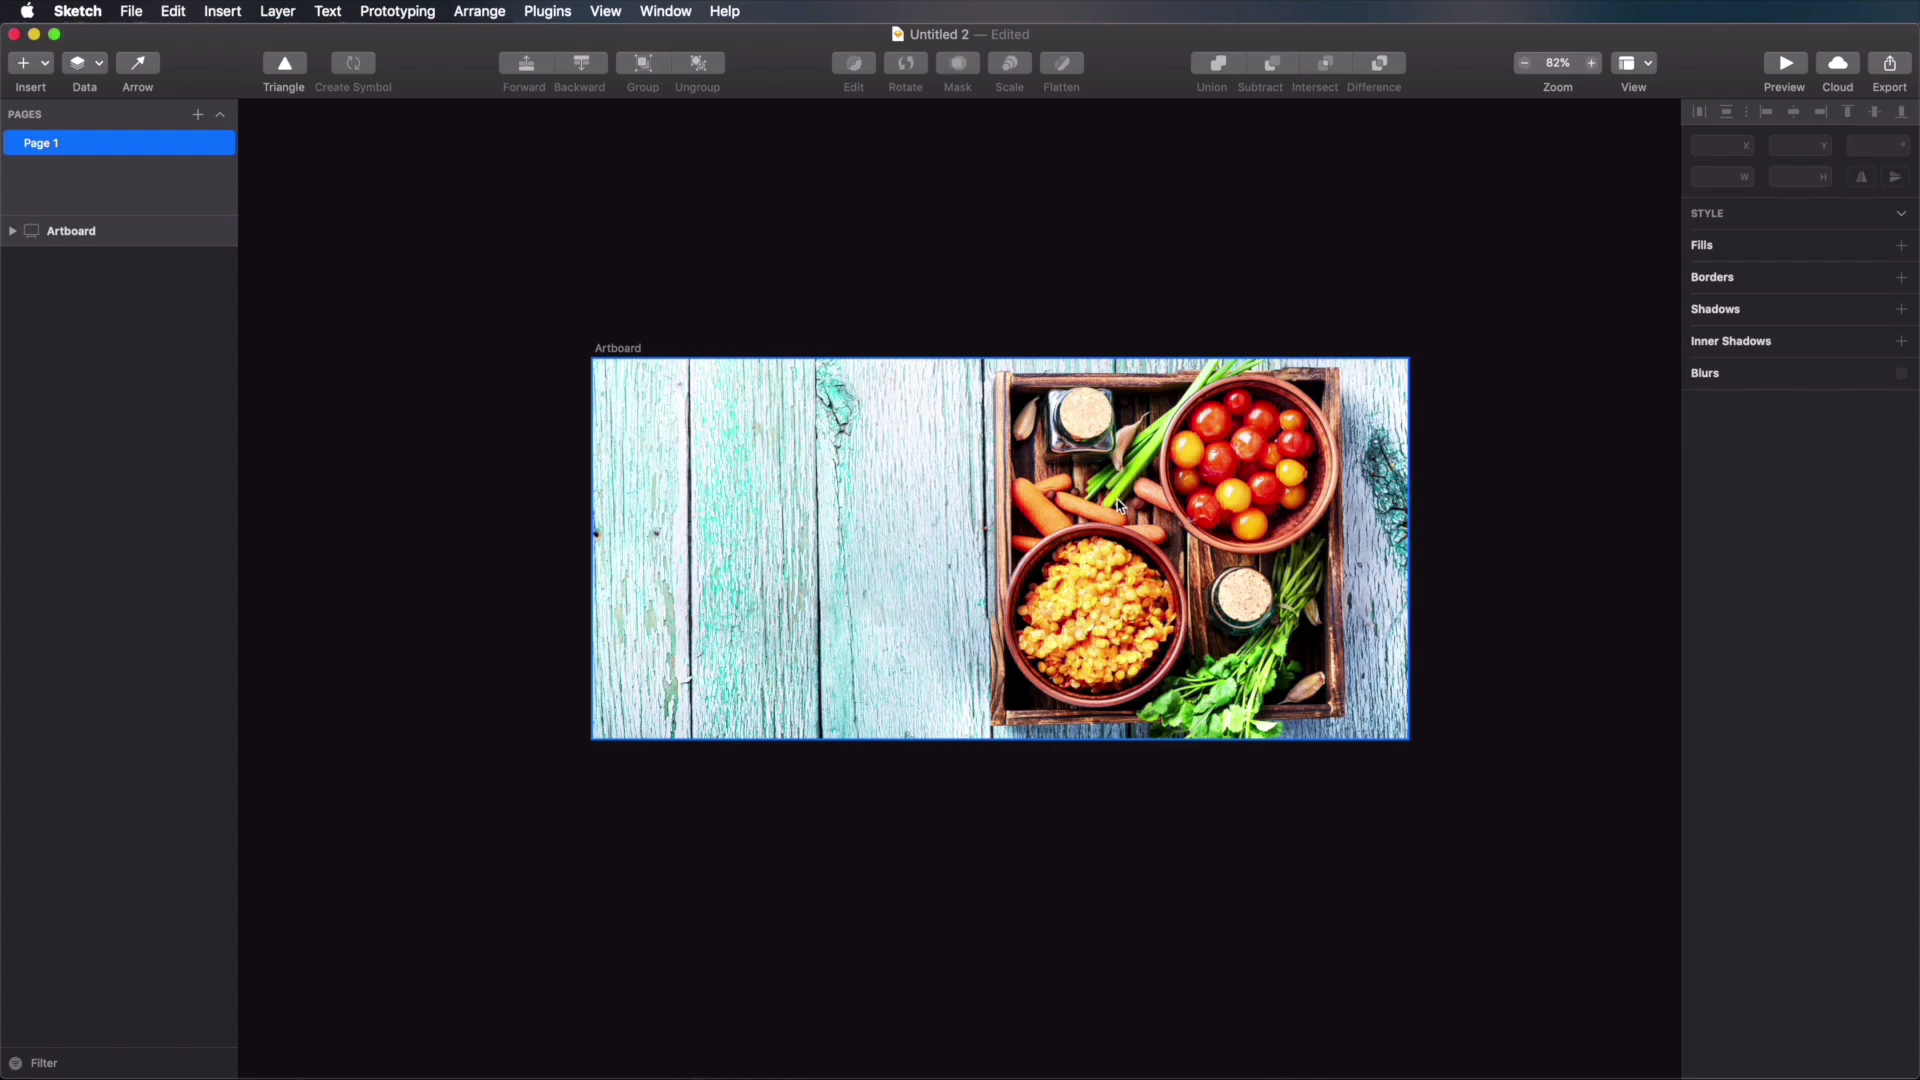 Sketch File Edit Insert Layer Text Prototyping Arrange Plugins View Window Help
Untitled 2 — Edited
82%
Insert Data Arrow Triangle Create Symbol Forward Backward Group Ungroup Edit Rotate Mask Scale Flatten Union Subtract Intersect Difference Zoom View Preview Cloud Export
PAGES
Page 1
Artboard
Artboard
X Y °
W H
STYLE
Fills
Borders
Shadows
Inner Shadows
Blurs
Filter